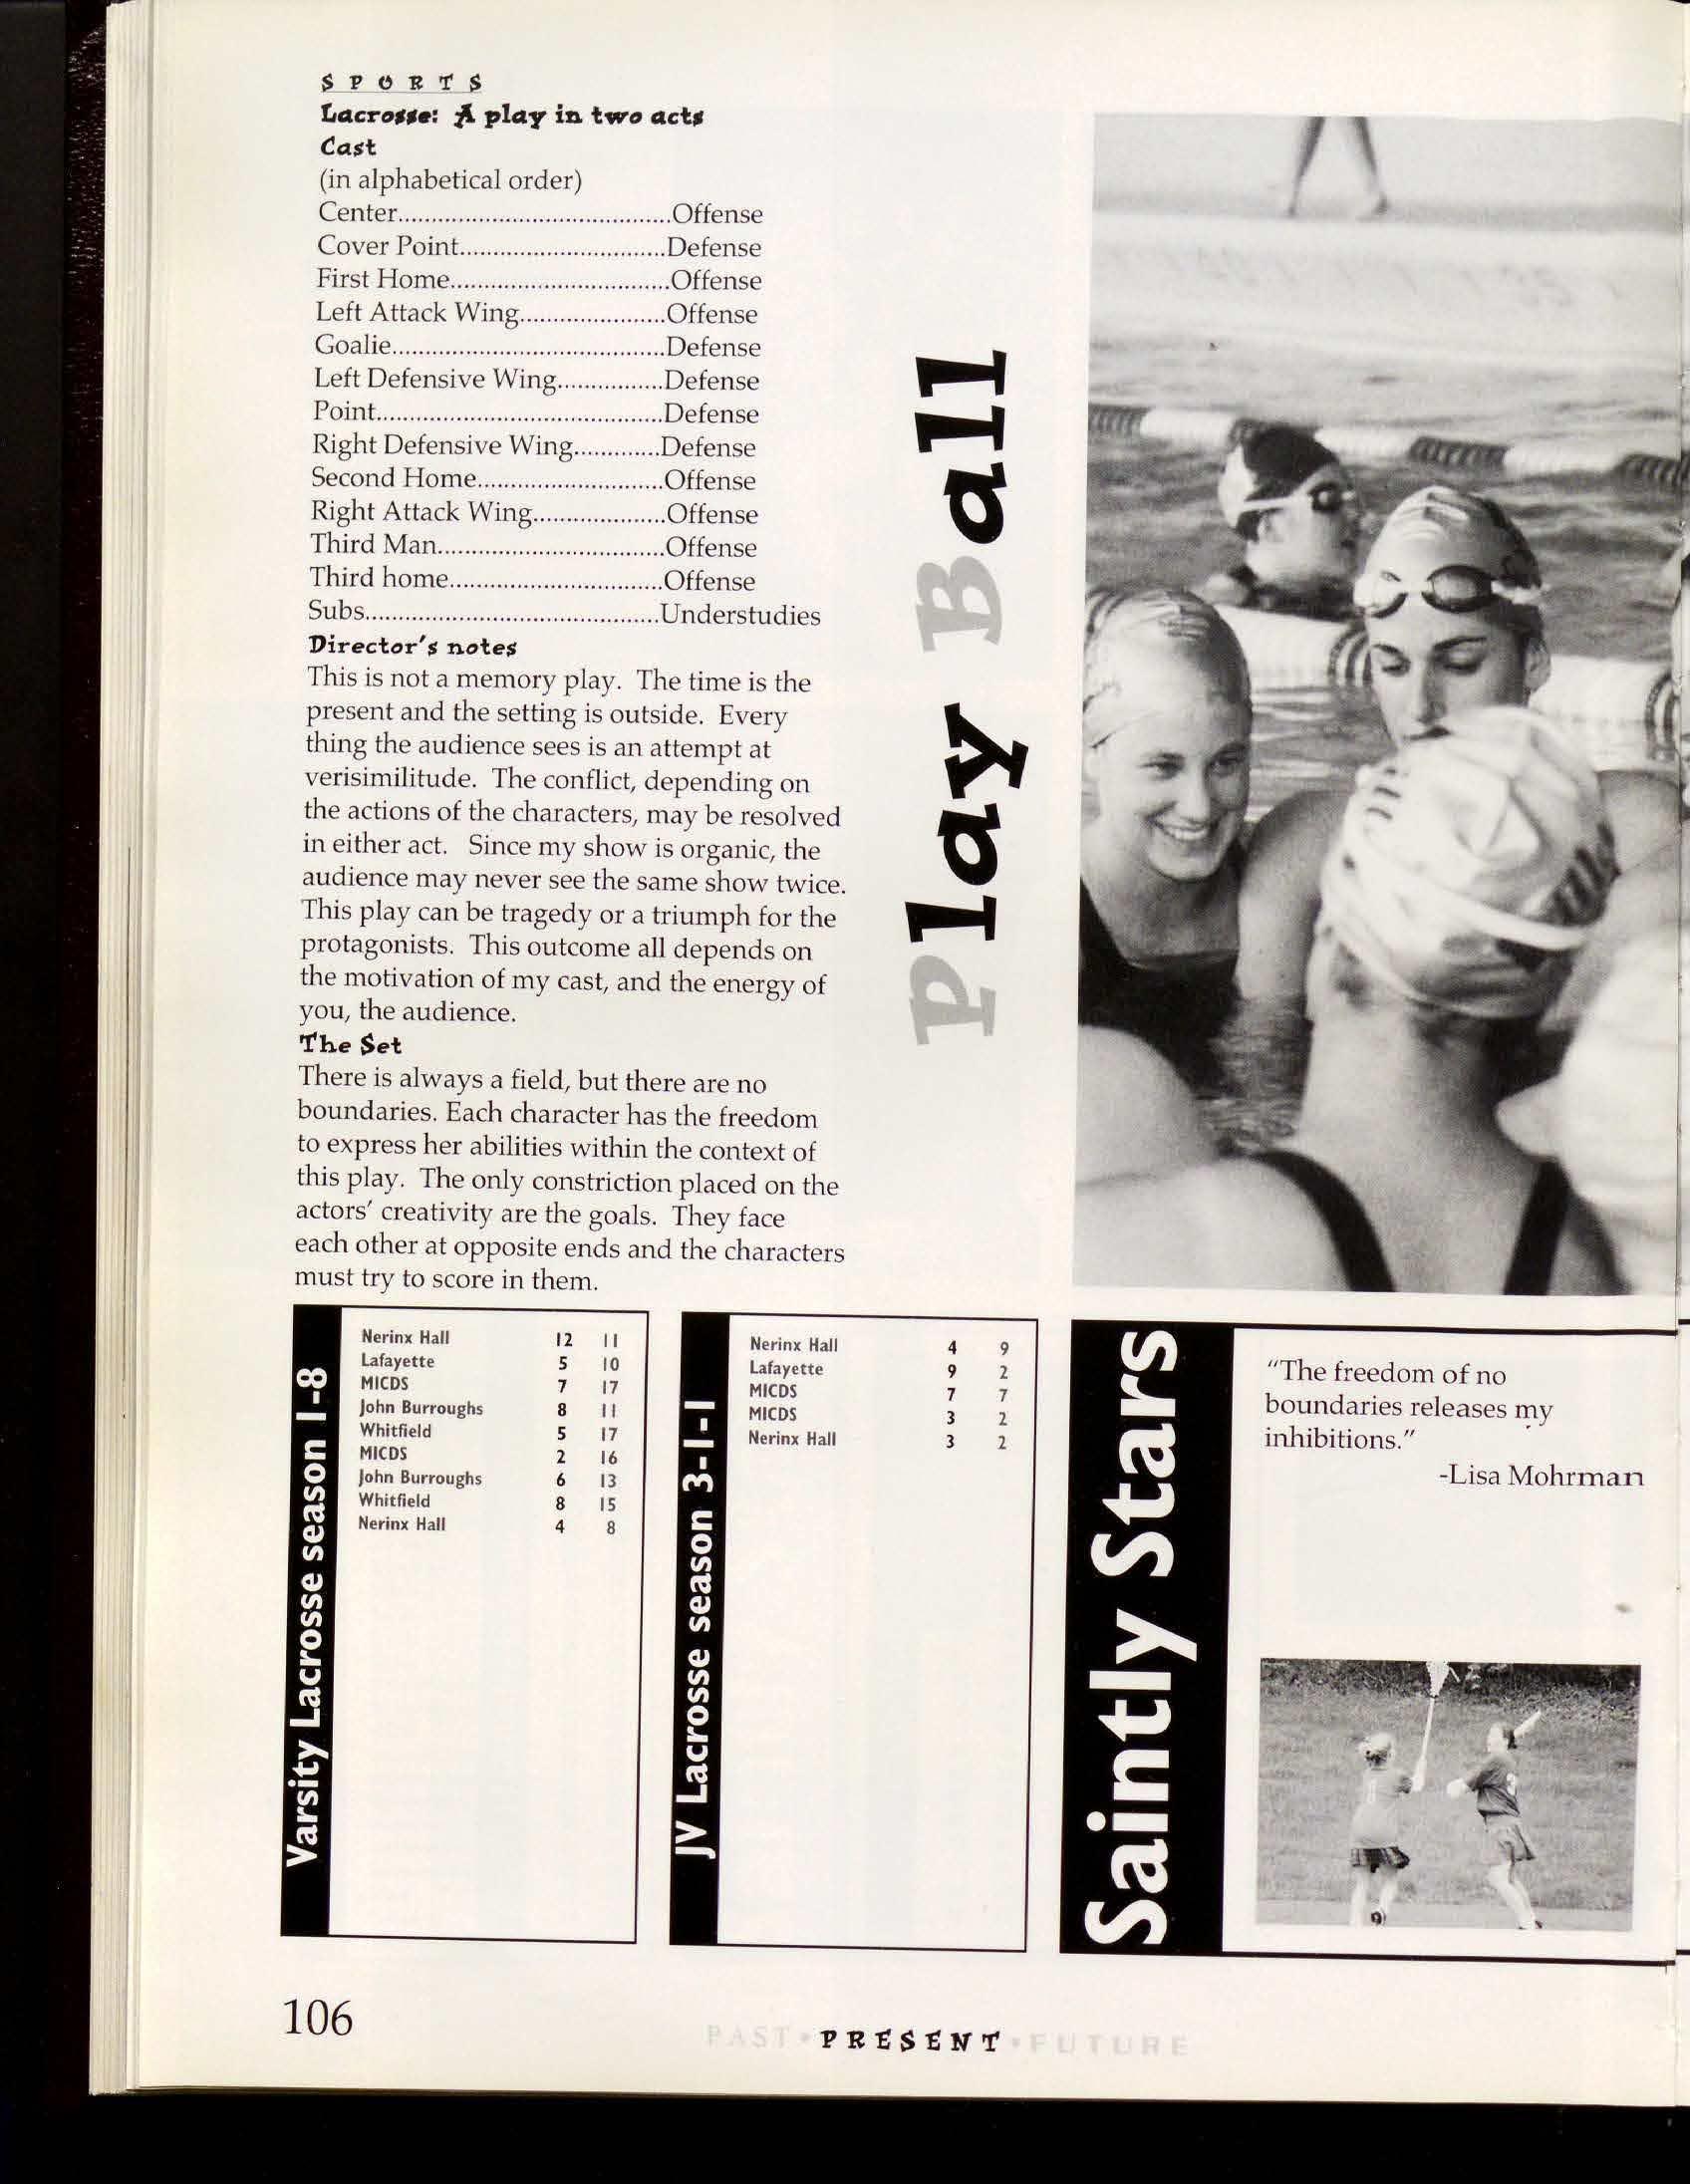 SPORTS
Lacrosse: A play in two acts
Cast
(in alphabetical order)
Center.........................................Offense
Cover Point...............................Defense
First Home.................................Offense
Left Attack Wing......................Offense
Goalie.........................................Defense
Left Defensive Wing................Defense
Point...........................................Defense
Right Defensive Wing.............Defense
Second Home............................Offense
Right Attack Wing....................Offense
Third Man..................................Offense
Third home................................Offense
Subs............................................Understudies
Director's notes
This is not a memory play. The time is the
present and the setting is outside. Every
thing the audience sees is an attempt at
verisimilitude. The conflict, depending on
the actions of the characters, may be resolved
in either act. Since my show is organic, the
audience may never see the same show twice.
This play can be tragedy or a triumph for the
protagonists. This outcome all depends on
the motivation of my cast, and the energy of
you, the audience.
The Set
There is always a field, but there are no
boundaries. Each character has the freedom
to express her abilities within the context of
this play. The only constriction placed on the
actors' creativity are the goals. They face
each other at opposite ends and the characters
must try to score in them.
Play Ball
Varsity Lacrosse season 1-8
Nerinx Hall 12 11
Lafayette 5 10
MICDS 7 17
John Burroughs 8 11
Whitfield 5 17
MICDS 2 16
John Burroughs 6 13
Whitfield 8 15
Nerinx Hall 4 8
JV Lacrosse season 3-1-1
Nerinx Hall 4 9
Lafayette 9 2
MICDS 7 7
MICDS 3 2
Nerinx Hall 3 2
Saintly Stars
"The freedom of no
boundaries releases my
inhibitions."
-Lisa Mohrman
106
PAST•PRESENT•FUTURE